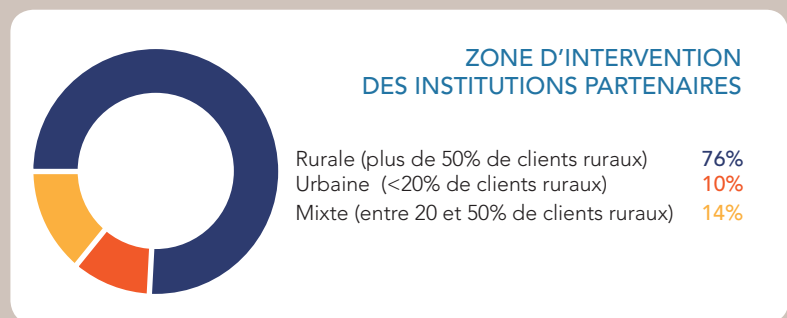 ZONE D’INTERVENTION
DES INSTITUTIONS PARTENAIRES
Rurale (plus de 50% de clients ruraux) 76%
Urbaine (<20% de clients ruraux) 10%
Mixte (entre 20 et 50% de clients ruraux) 14%